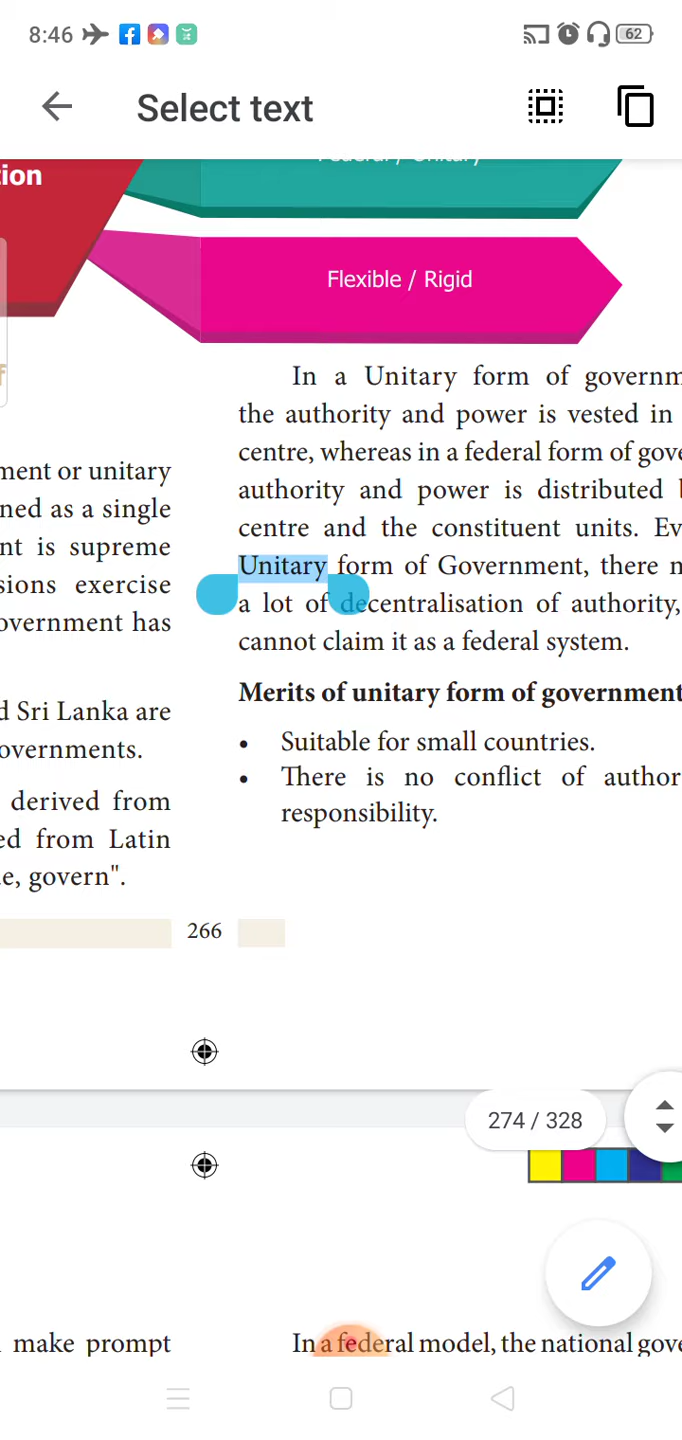 8:46
62
Select text
ion
Federal / Unitary
Flexible / Rigid
ment or unitary
ned as a single
nt is supreme
sions exercise
overnment has
d Sri Lanka are
overnments.
derived from
ed from Latin
e, govern".
In a Unitary form of governm
the authority and power is vested in
centre, whereas in a federal form of gove
authority and power is distributed b
centre and the constituent units. Ev
Unitary form of Government, there m
a lot of decentralisation of authority,
cannot claim it as a federal system.
Merits of unitary form of government
• Suitable for small countries.
• There is no conflict of author
responsibility.
266
274 / 328
make prompt
In a federal model, the national gove